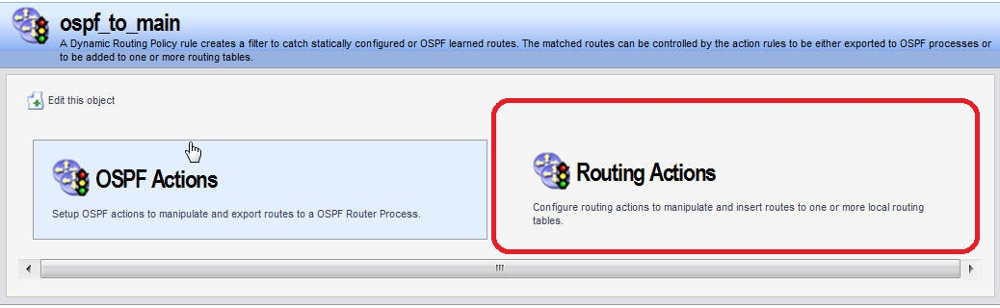 ospf_to_main
A Dynamic Routing Policy rule creates a filter to catch statically configured or OSPF learned routes. The matched routes can be controlled by the action rules to be either exported to OSPF processes or
to be added to one or more routing tables.
Edit this object
OSPF Actions
Setup OSPF actions to manipulate and export routes to a OSPF Router Process.
Routing Actions
Configure routing actions to manipulate and insert routes to one or more local routing
tables.